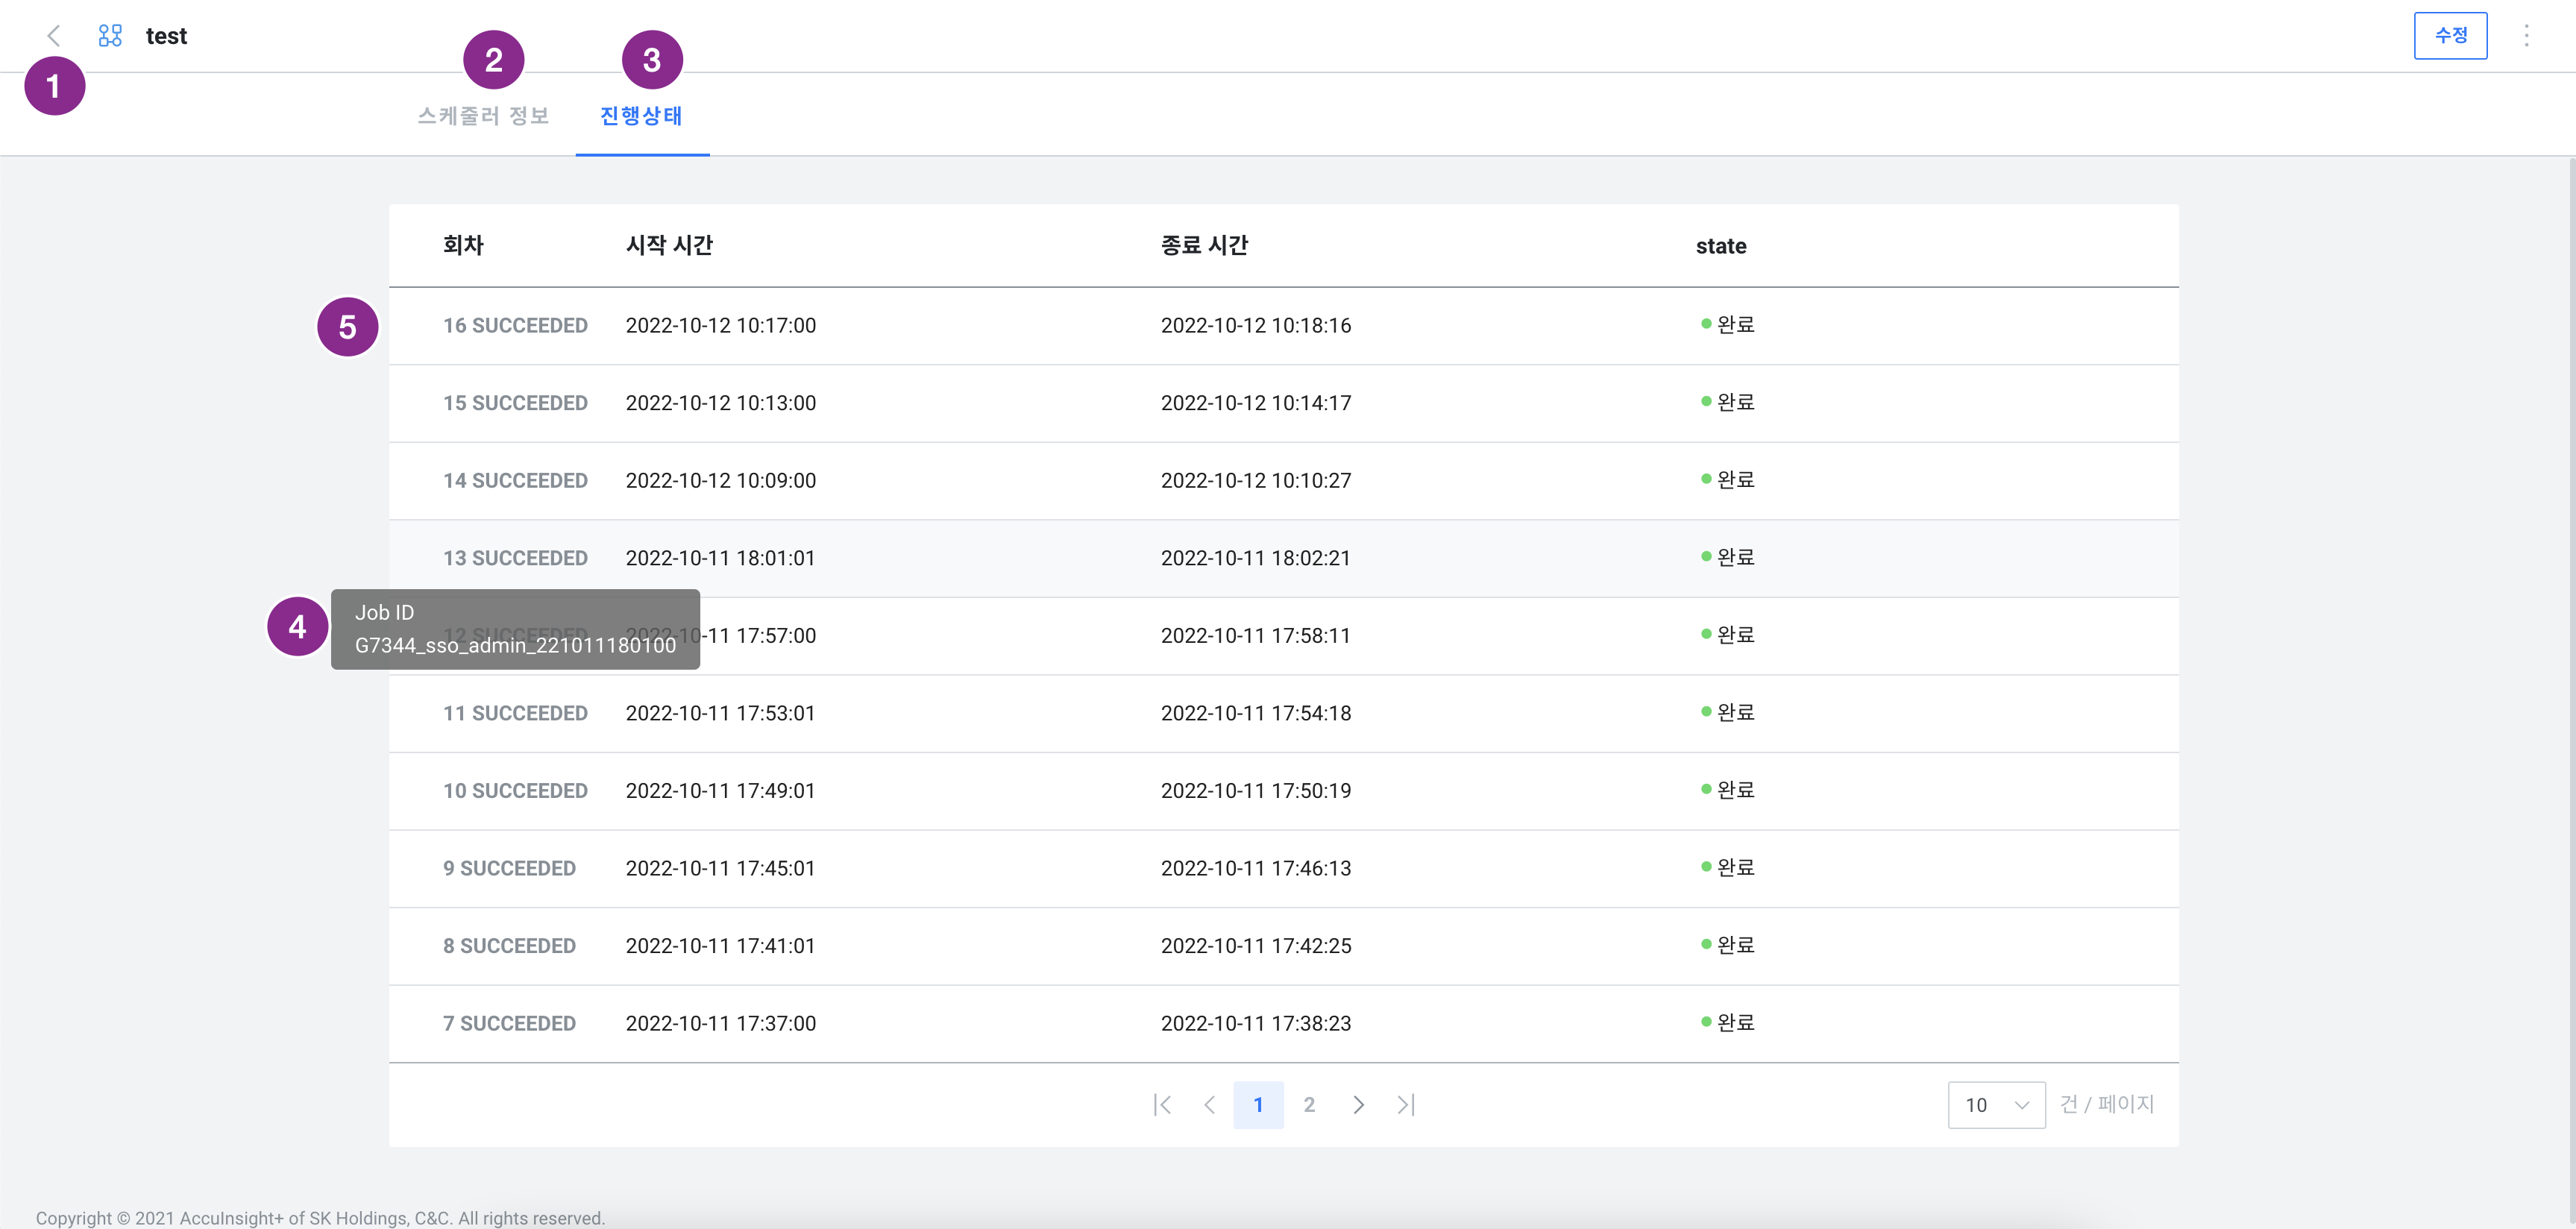 test
수정
1
2
3
스케줄러 정보
진행상태
회차 시작 시간 종료 시간 state
5
16 SUCCEEDED 2022-10-12 10:17:00 2022-10-12 10:18:16 완료
15 SUCCEEDED 2022-10-12 10:13:00 2022-10-12 10:14:17 완료
14 SUCCEEDED 2022-10-12 10:09:00 2022-10-12 10:10:27 완료
13 SUCCEEDED 2022-10-11 18:01:01 2022-10-11 18:02:21 완료
4
Job ID
G7344_sso_admin_221011180100
12 SUCCEEDED 10-11 17:57:00 2022-10-11 17:58:11 완료
11 SUCCEEDED 2022-10-11 17:53:01 2022-10-11 17:54:18 완료
10 SUCCEEDED 2022-10-11 17:49:01 2022-10-11 17:50:19 완료
9 SUCCEEDED 2022-10-11 17:45:01 2022-10-11 17:46:13 완료
8 SUCCEEDED 2022-10-11 17:41:01 2022-10-11 17:42:25 완료
7 SUCCEEDED 2022-10-11 17:37:00 2022-10-11 17:38:23 완료
1 2
10 건 / 페이지
Copyright © 2021 AccuInsight+ of SK Holdings, C&C. All rights reserved.